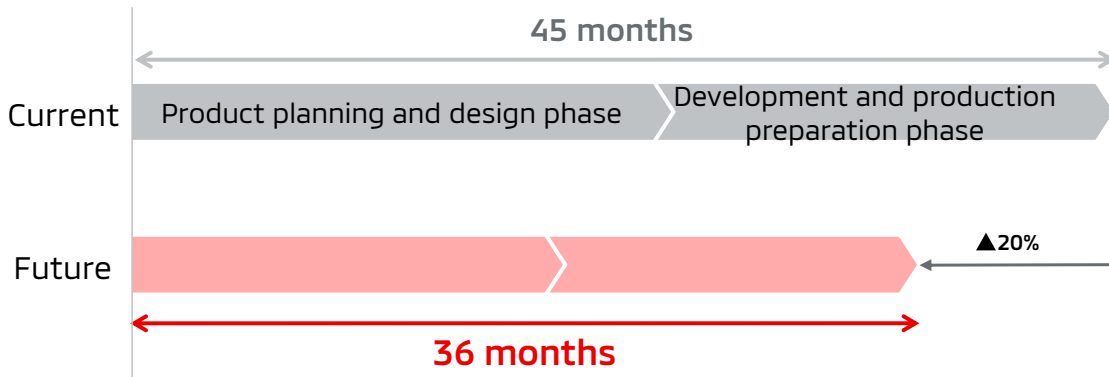 45 months
Current
Product planning and design phase
Development and production
preparation phase
Future
▲20%
36 months